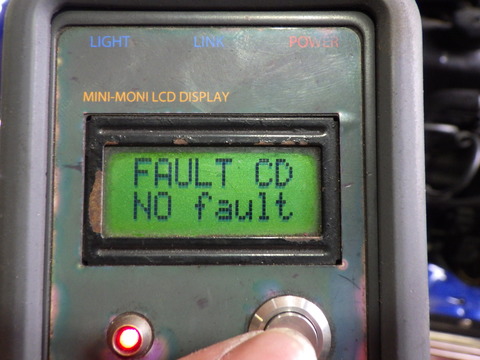 LIGHT LINK POWER
MINI-MONI LCD DISPLAY
FAULT CD
NO fault